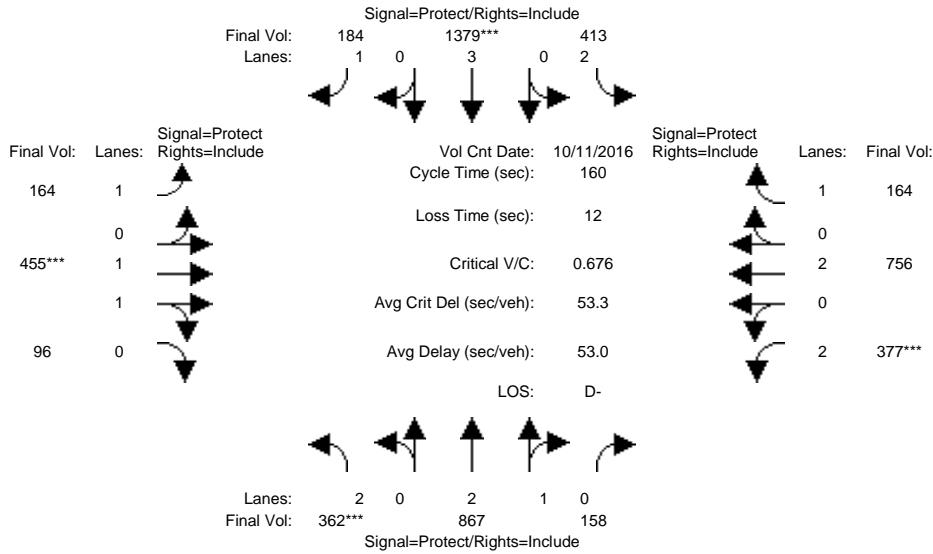 Signal=Protect/Rights=Include
Final Vol: 184 1379*** 413
Lanes: 1 0 3 0 2
Signal=Protect Signal=Protect
Final Vol: Lanes: Rights=Include Vol Cnt Date: 10/11/2016 Rights=Include Lanes: Final Vol:
Cycle Time (sec): 160
164 1 1 164
Loss Time (sec): 12
0 0
455*** 1 Critical V/C: 0.676 2 756
1 Avg Crit Del (sec/veh): 53.3 0
96 0 Avg Delay (sec/veh): 53.0 2 377***
LOS: D-
Lanes: 2 0 2 1 0
Final Vol: 362*** 867 158
Signal=Protect/Rights=Include